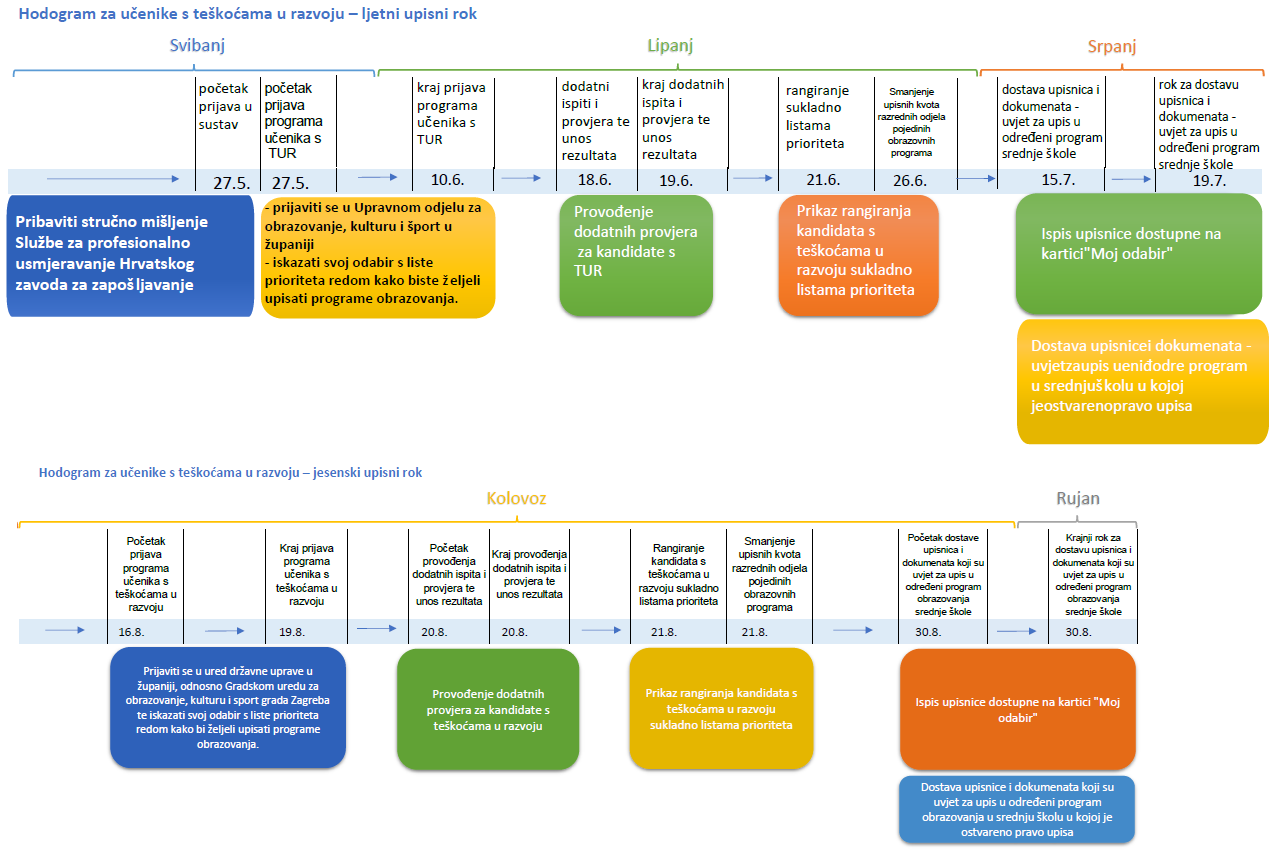 Hodogram za učenike s teškoćama u razvoju – ljetni upisni rok
Svibanj
Lipanj
Srpanj
početak
prijava u
sustav
početak
prijava
programa
učenika s
TUR
kraj prijava
programa
učenika s
TUR
dodatni
ispiti i
provjera te
unos
rezultata
kraj dodatnih
ispita i
provjera te
unos
rezultata
rangiranje
sukladno
listama
prioriteta
Smanjenje
upisnih kvota
razrednih odjela
pojedinih
obrazovnih
programa
dostava upisnica i
dokumenata -
uvjet za upis u
određeni program
srednje škole
rok za dostavu
upisnica i
dokumenata -
uvjet za upis u
određeni program
srednje škole
27.5.
27.5.
10.6.
18.6.
19.6.
21.6.
26.6.
15.7.
19.7.
Pribaviti stručno mišljenje
Službe za profesionalno
usmjeravanje Hrvatskog
zavoda za zapošljavanje
- prijaviti se u Upravnom odjelu za
obrazovanje, kulturu i šport u
županiji
- iskazati svoj odabir s liste
prioriteta redom kako biste željeli
upisati programe obrazovanja.
Provođenje
dodatnih provjera
za kandidate s
TUR
Prikaz rangiranja
kandidata s
teškoćama u
razvoju sukladno
listama prioriteta
Ispis upisnice dostupne na
kartici"Moj odabir"
Dostava upisnicei dokumenata -
uvjetzaupis ueniđodre program
u srednjuškolu u kojoj
jeostvarenopravo upisa
Hodogram za učenike s teškoćama u razvoju – jesenski upisni rok
Kolovoz
Rujan
Početak
prijava
programa
učenika s
teškoćama u
razvoju
Kraj prijava
programa
učenika s
teškoćama u
razvoju
Početak
provođenja
dodatnih ispita i
provjera te
unos rezultata
Kraj provođenja
dodatnih ispita i
provjera te
unos rezultata
Rangiranje
kandidata s
teškoćama u
razvoju sukladno
listama prioriteta
Smanjenje
upisnih kvota
razrednih odjela
pojedinih
obrazovnih
programa
Početak dostave
upisnica i
dokumenata koji su
uvjet za upis u
određeni program
obrazovanja
srednje škole
Krajnji rok za
dostavu upisnica i
dokumenata koji su
uvjet za upis u
određeni program
obrazovanja
srednje škole
16.8.
19.8.
20.8.
20.8.
21.8.
21.8.
30.8.
30.8.
Prijaviti se u ured državne uprave u
županiji, odnosno Gradskom uredu za
obrazovanje, kulturu i sport grada Zagreba
te iskazati svoj odabir s liste prioriteta
redom kako bi željeli upisati programe
obrazovanja.
Provođenje dodatnih
provjera za kandidate s
teškoćama u razvoju
Prikaz rangiranja kandidata s
teškoćama u razvoju
sukladno listama prioriteta
Ispis upisnice dostupne na kartici "Moj
odabir"
Dostava upisnice i dokumenata koji su
uvjet za upis u određeni program
obrazovanja u srednju školu u kojoj je
ostvareno pravo upisa